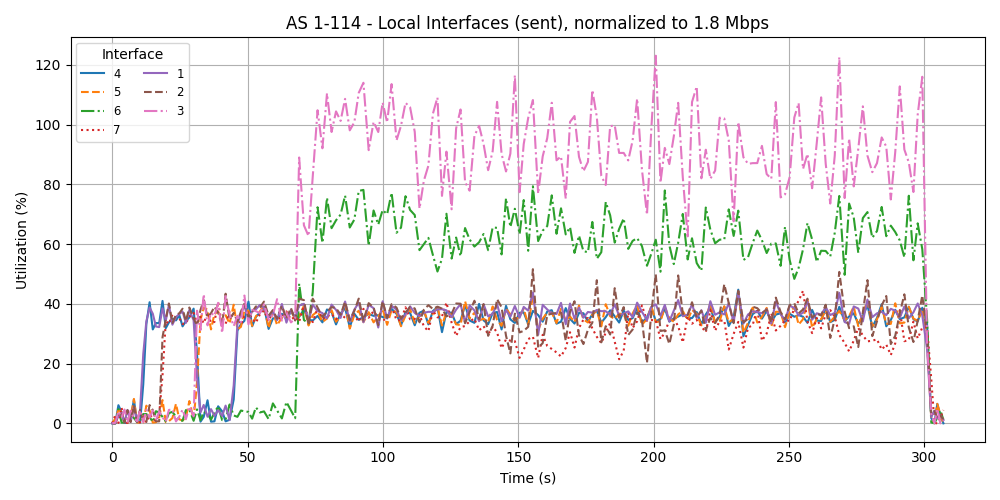 AS 1-114 - Local Interfaces (sent), normalized to 1.8 Mbps
Interface
4 1
5 2
6 3
7
Utilization (%)
120
100
80
60
40
20
0
0 50 100 150 200 250 300
Time (s)